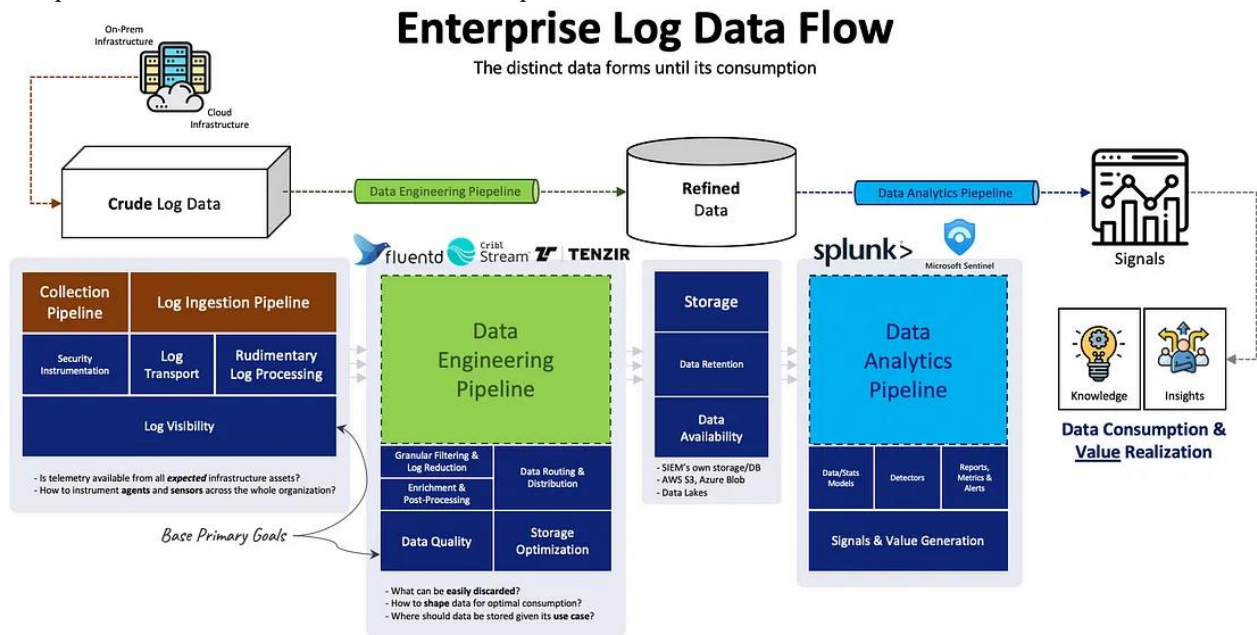 Enterprise Log Data Flow
The distinct data forms until its consumption
On-Prem
Infrastructure
Cloud
Infrastructure
Crude Log Data
Data Engineering Piepeline
Refined
Data
Data Analytics Piepeline
Signals
fluentd
Cribl
Stream
TENZIR
splunk>
Microsoft Sentinel
Collection
Pipeline
Log Ingestion Pipeline
Security
Instrumentation
Log
Transport
Rudimentary
Log Processing
Log Visibility
- Is telemetry available from all expected infrastructure assets?
- How to instrument agents and sensors across the whole organization?
Base Primary Goals
Data
Engineering
Pipeline
Granular Filtering &
Log Reduction
Enrichment &
Post-Processing
Data Routing &
Distribution
Data Quality
Storage
Optimization
- What can be easily discarded?
- How to shape data for optimal consumption?
- Where should data be stored given its use case?
Storage
Data Retention
Data
Availability
- SIEM's own storage/DB
- AWS S3, Azure Blob
- Data Lakes
Data
Analytics
Pipeline
Data/Stats
Models
Detectors
Reports,
Metrics &
Alerts
Signals & Value Generation
Knowledge
Insights
Data Consumption &
Value Realization